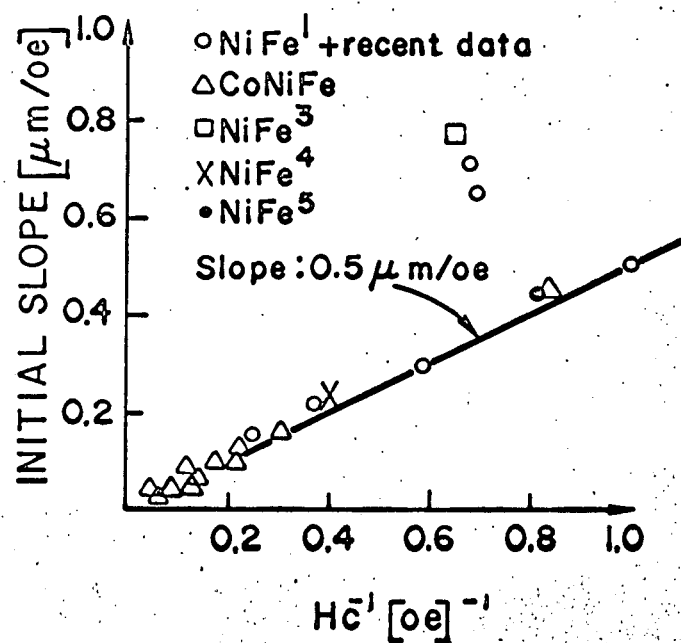 1.0
0.8
0.6
0.4
0.2
INITIAL SLOPE [μm/oe]
○ NiFe¹ + recent data
△ CoNiFe
□ NiFe³
X NiFe⁴
● NiFe⁵
Slope: 0.5 μm/oe
0.2 0.4 0.6 0.8 1.0
Hc⁻¹ [oe]⁻¹